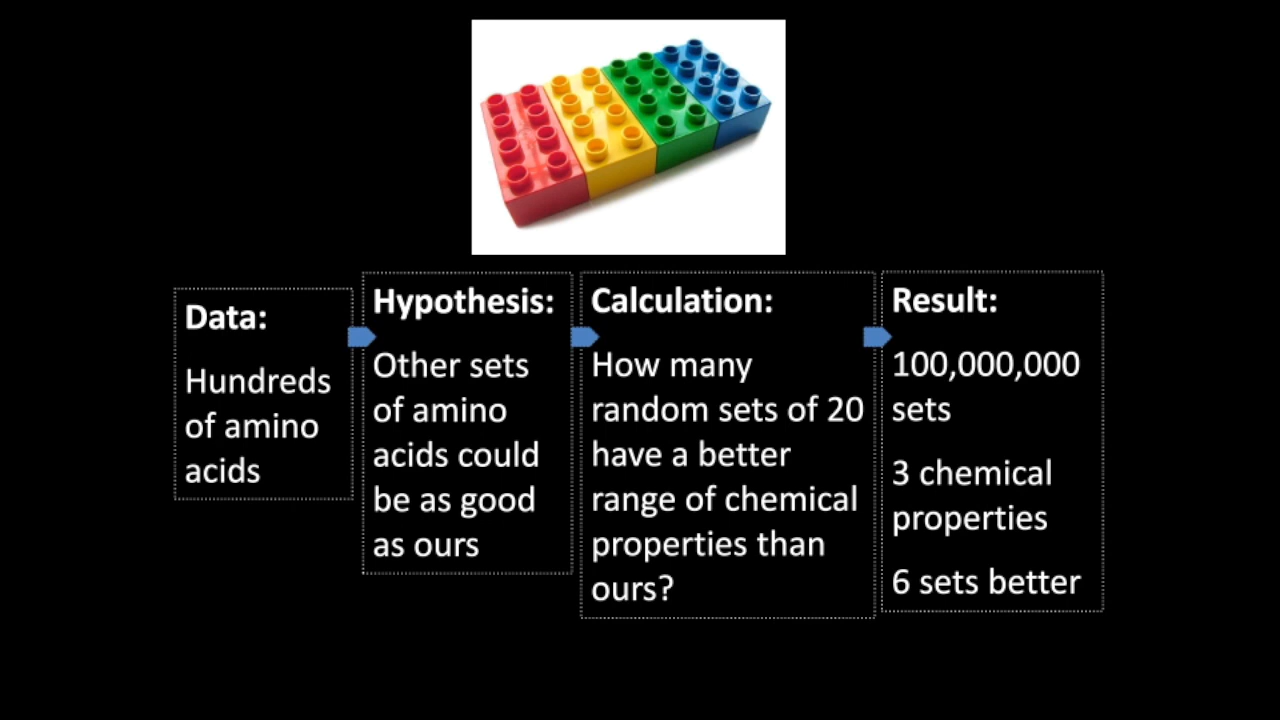 Data:
Hundreds
of amino
acids
Hypothesis:
Other sets
of amino
acids could
be as good
as ours
Calculation:
How many
random sets of 20
have a better
range of chemical
properties than
ours?
Result:
100,000,000
sets
3 chemical
properties
6 sets better